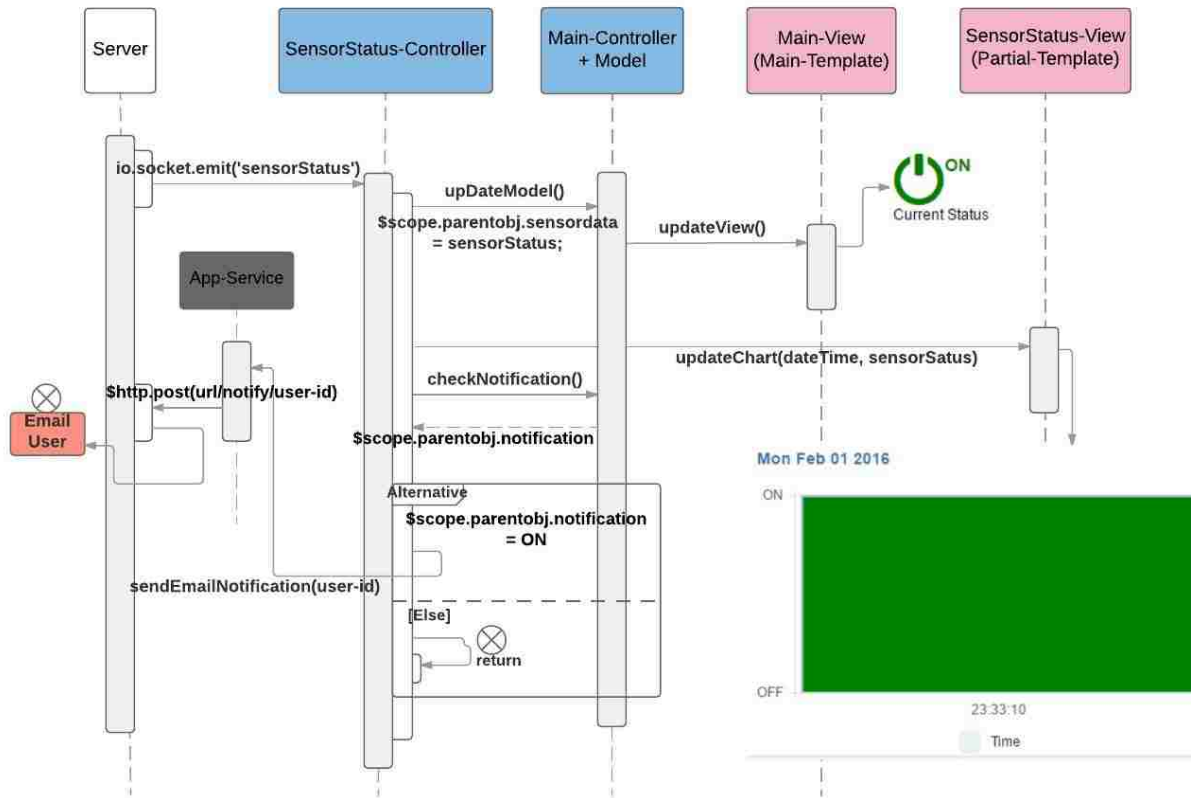 Server
SensorStatus-Controller
Main-Controller
+ Model
Main-View
(Main-Template)
SensorStatus-View
(Partial-Template)
io.socket.emit('sensorStatus')
upDateModel()
$scope.parentobj.sensordata
= sensorStatus;
updateView()
ON
Current Status
App-Service
updateChart(dateTime, sensorSatus)
checkNotification()
$http.post(url/notify/user-id)
Email
User
$scope.parentobj.notification
Mon Feb 01 2016
Alternative
$scope.parentobj.notification
= ON
ON
sendEmailNotification(user-id)
[Else]
return
OFF
23:33:10
Time